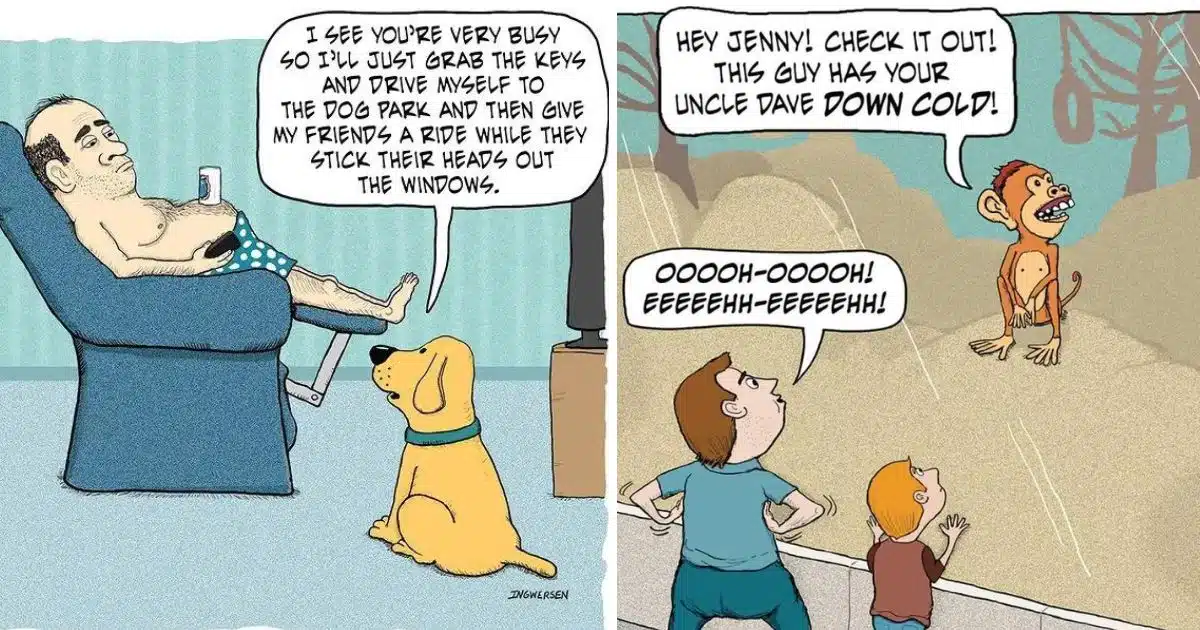 I SEE YOU'RE VERY BUSY
SO I'LL JUST GRAB THE KEYS
AND DRIVE MYSELF TO
THE DOG PARK AND THEN GIVE
MY FRIENDS A RIDE WHILE THEY
STICK THEIR HEADS OUT
THE WINDOWS.
INGWERSEN
HEY JENNY! CHECK IT OUT!
THIS GUY HAS YOUR
UNCLE DAVE DOWN COLD!
OOOOH-OOOOH!
EEEEEHH-EEEEEHH!